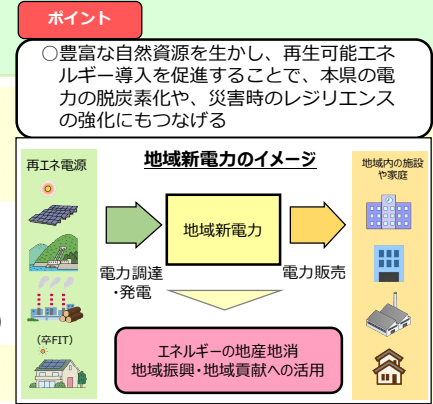 ポイント
○豊富な自然資源を生かし、再生可能エネ
ルギー導入を促進することで、本県の電
力の脱炭素化や、災害時のレジリエンス
の強化にもつなげる
地域新電力のイメージ
再エネ電源
地域内の施設
や家庭
地域新電力
電力調達
・発電
電力販売
(卒FIT)
エネルギーの地産地消
地域振興・地域貢献への活用